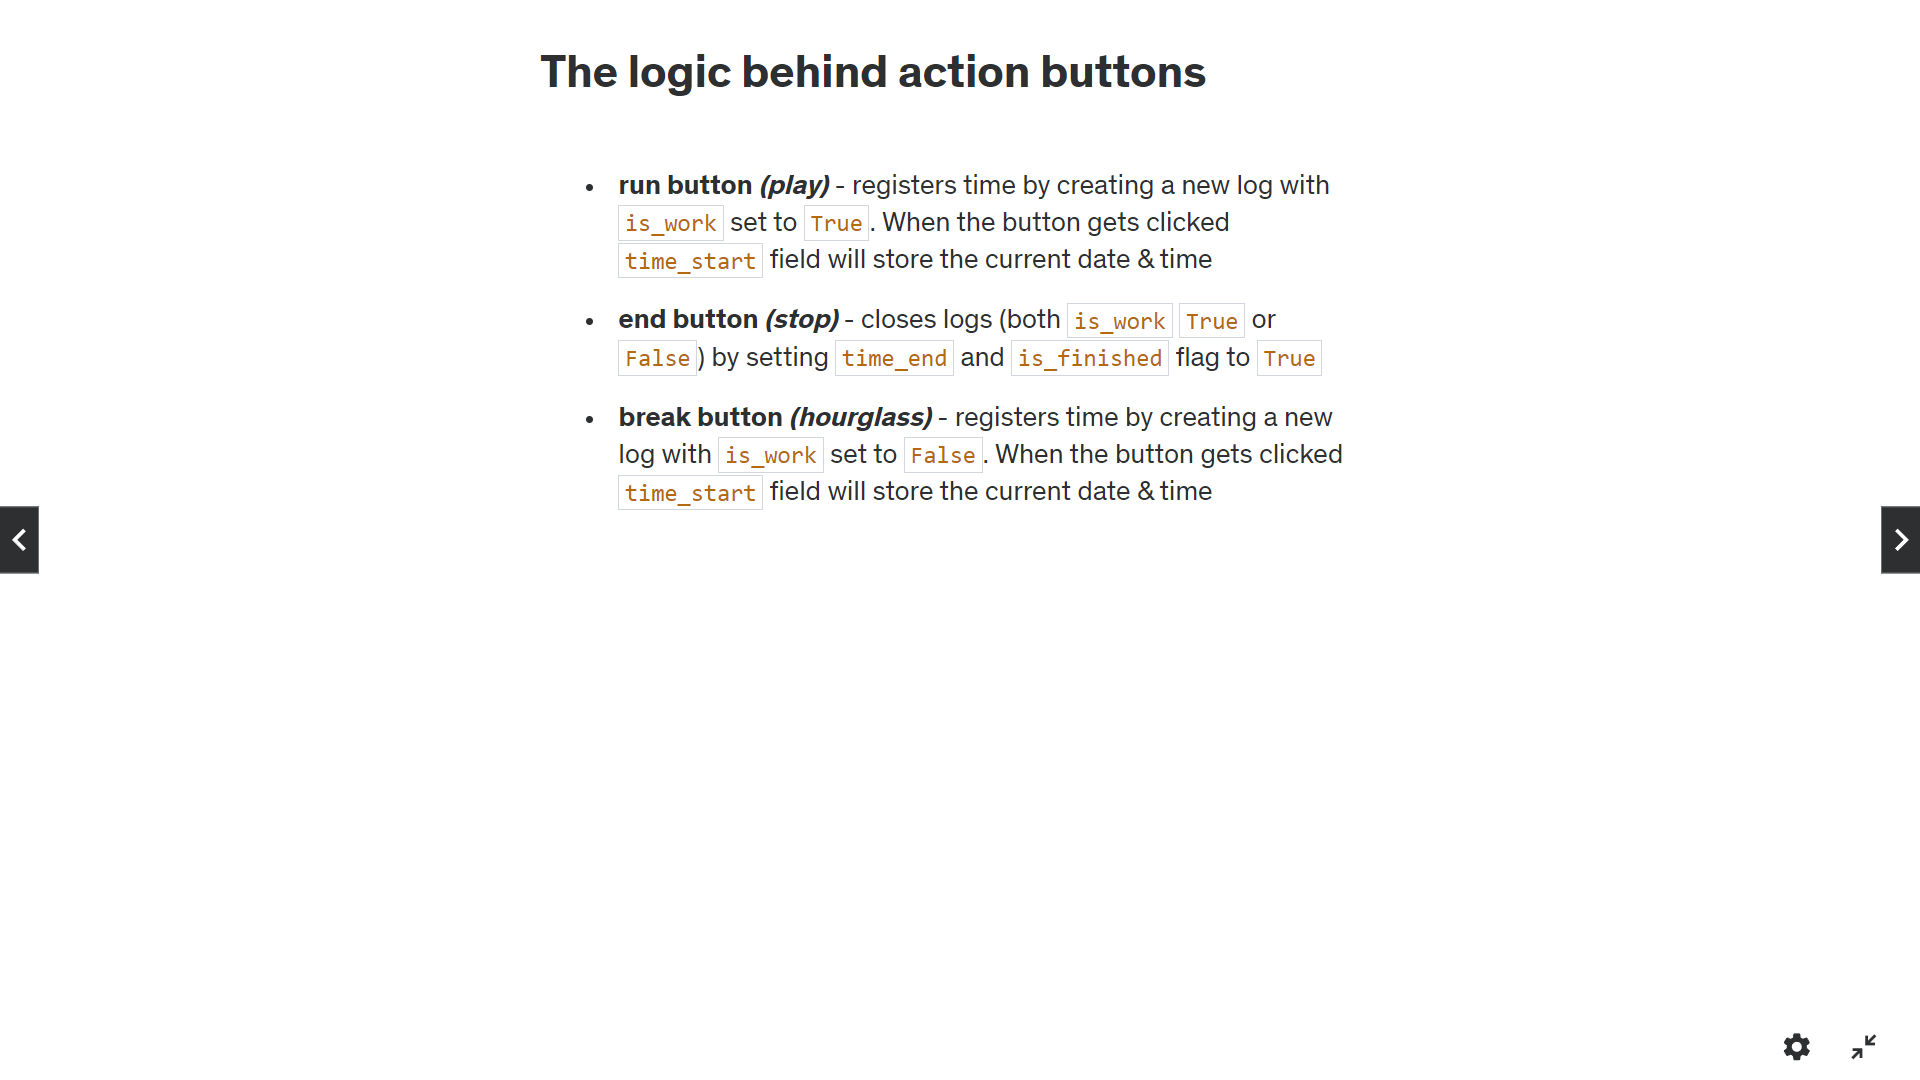 The logic behind action buttons
• run button (play) - registers time by creating a new log with
is_work set to True. When the button gets clicked
time_start field will store the current date & time
• end button (stop) - closes logs (both is_work True or
False) by setting time_end and is_finished flag to True
• break button (hourglass) - registers time by creating a new
log with is_work set to False. When the button gets clicked
time_start field will store the current date & time